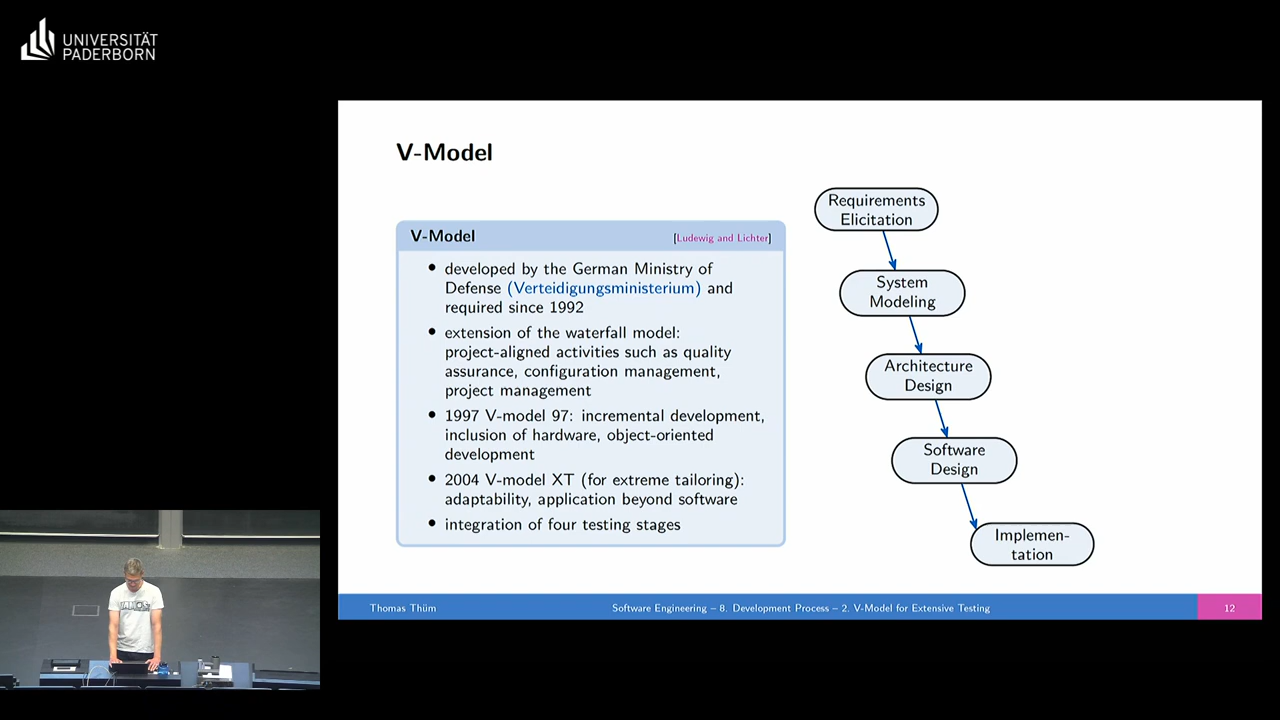 UNIVERSITÄT
PADERBORN
V-Model
V-Model [Ludewig and Lichter]
• developed by the German Ministry of
Defense (Verteidigungsministerium) and
required since 1992
• extension of the waterfall model:
project-aligned activities such as quality
assurance, configuration management,
project management
• 1997 V-model 97: incremental development,
inclusion of hardware, object-oriented
development
• 2004 V-model XT (for extreme tailoring):
adaptability, application beyond software
• integration of four testing stages
Requirements
Elicitation
System
Modeling
Architecture
Design
Software
Design
Implemen-
tation
Thomas Thüm Software Engineering – 8. Development Process – 2. V-Model for Extensive Testing 12